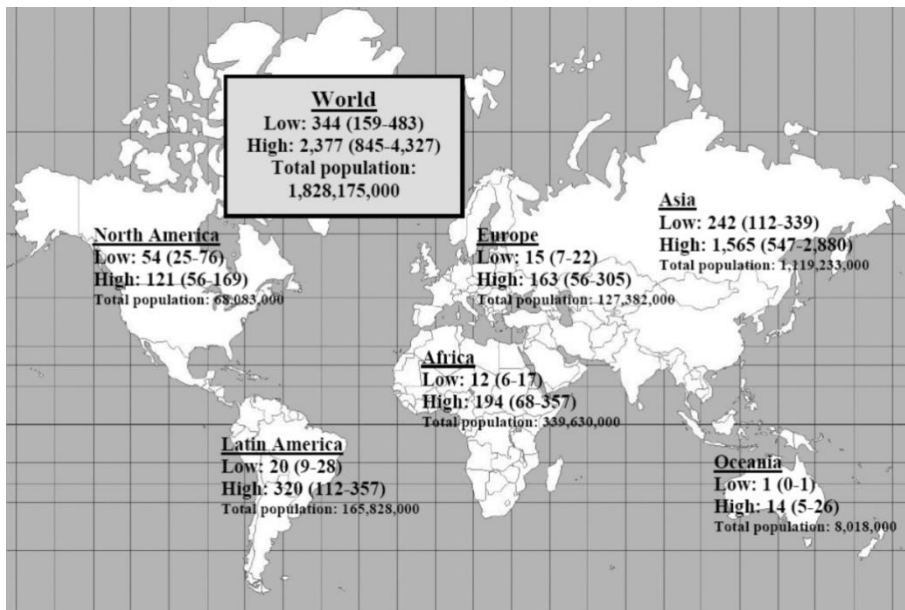 World
Low: 344 (159-483)
High: 2,377 (845-4,327)
Total population:
1,828,175,000
Asia
Low: 242 (112-339)
High: 1,565 (547-2,880)
Total population: 1,119,233,000
North America
Low: 54 (25-76)
High: 121 (56-169)
Total population: 68,083,000
Europe
Low: 15 (7-22)
High: 163 (56-305)
Total population: 127,382,000
Africa
Low: 12 (6-17)
High: 194 (68-357)
Total population: 339,630,000
Latin America
Low: 20 (9-28)
High: 320 (112-357)
Total population: 165,828,000
Oceania
Low: 1 (0-1)
High: 14 (5-26)
Total population: 8,018,000